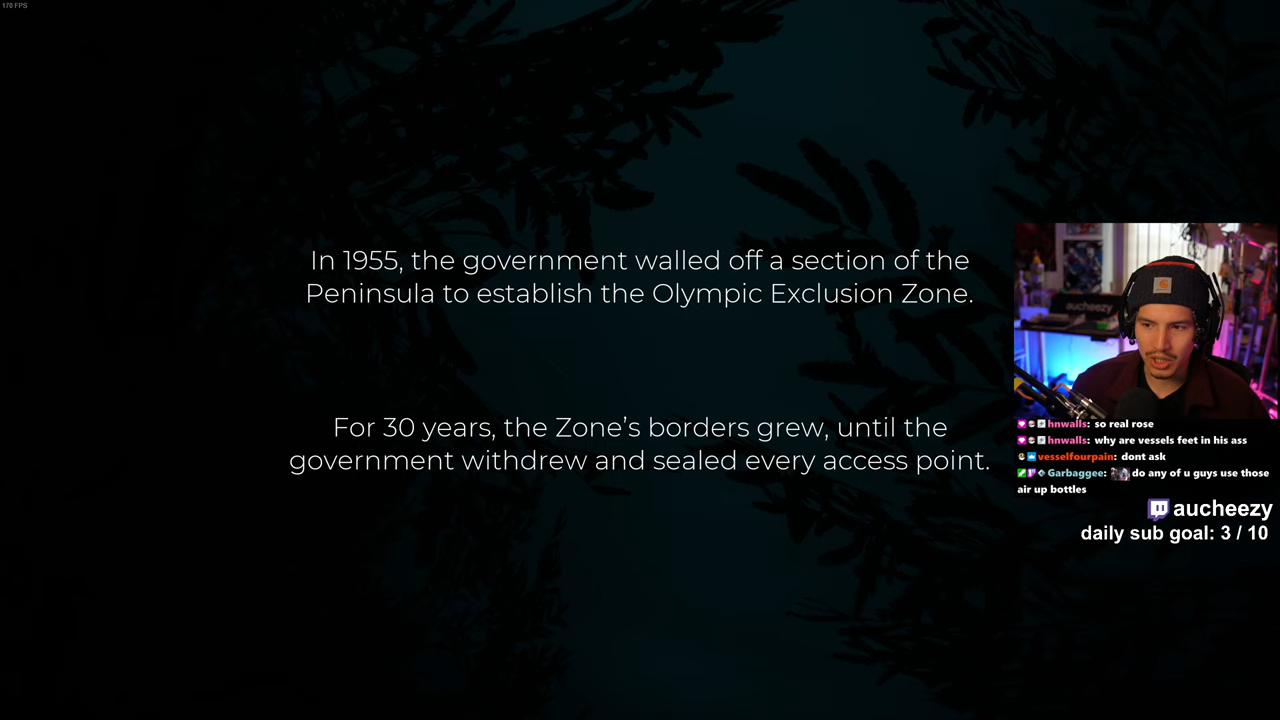 170 FPS
In 1955, the government walled off a section of the
Peninsula to establish the Olympic Exclusion Zone.
For 30 years, the Zone’s borders grew, until the
government withdrew and sealed every access point.
aucheezy
hnwalls: so real rose
hnwalls: why are vessels feet in his ass
vesselfourpain: dont ask
Garbaggee: do any of u guys use those
air up bottles
aucheezy
daily sub goal: 3 / 10